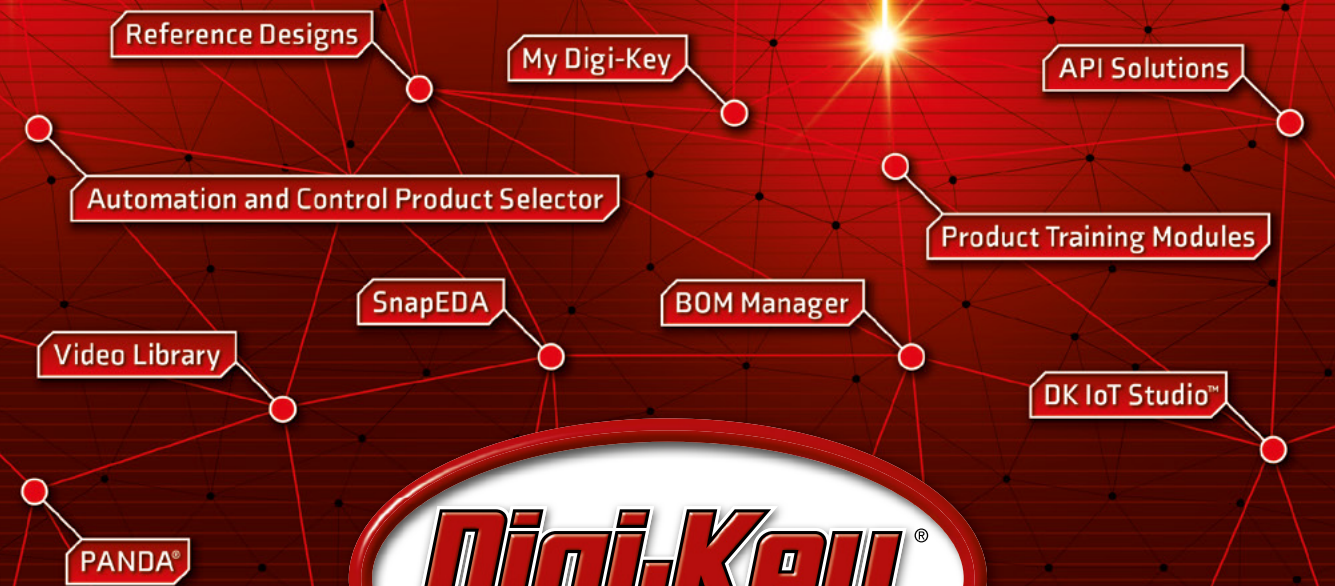 Reference Designs
My Digi-Key
API Solutions
Automation and Control Product Selector
Product Training Modules
SnapEDA
BOM Manager
Video Library
DK IoT Studio™
PANDA®
Digi-Key®